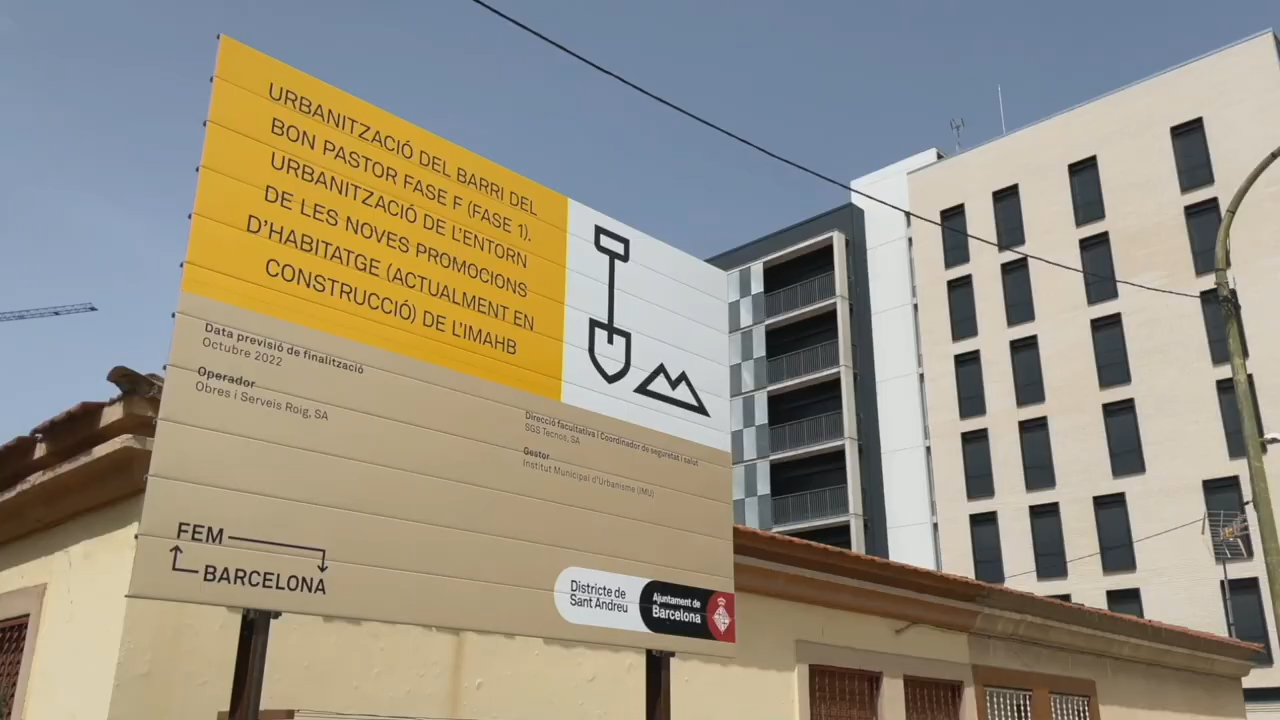 URBANITZACIÓ DEL BARRI DEL
BON PASTOR FASE F (FASE 1).
URBANITZACIÓ DE L'ENTORN
DE LES NOVES PROMOCIONS
D'HABITATGE (ACTUALMENT EN
CONSTRUCCIÓ) DE L'IMAHB
Data previsió de finalització
Octubre 2022
Operador
Obres i Serveis Roig, SA
Direcció facultativa i Coordinador de seguretat i salut
SGS Tecnos, SA
Gestor
Institut Municipal d'Urbanisme (IMU)
FEM
BARCELONA
Districte de
Sant Andreu
Ajuntament de
Barcelona